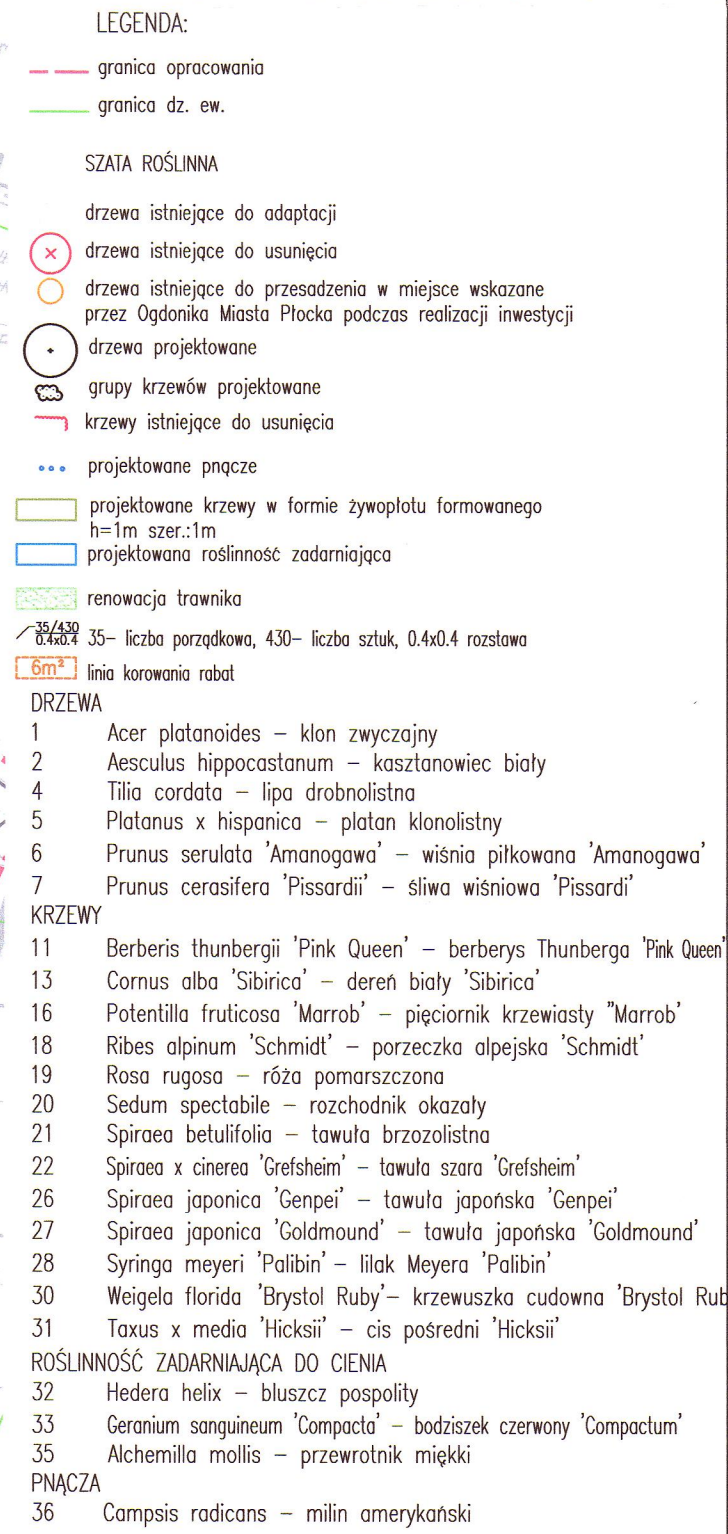 LEGENDA:
granica opracowania
granica dz. ew.
SZATA ROŚLINNA
drzewa istniejące do adaptacji
drzewa istniejące do usunięcia
drzewa istniejące do przesadzenia w miejsce wskazane
przez Ogdonika Miasta Płocka podczas realizacji inwestycji
drzewa projektowane
grupy krzewów projektowane
krzewy istniejące do usunięcia
projektowane pnącze
projektowane krzewy w formie żywopłotu formowanego
h=1m szer.:1m
projektowana roślinność zadarniająca
renowacja trawnika
35/430
0.4x0.4 35– liczba porządkowa, 430– liczba sztuk, 0.4x0.4 rozstawa
6m² linia korowania rabat
DRZEWA
1 Acer platanoides – klon zwyczajny
2 Aesculus hippocastanum – kasztanowiec biały
4 Tilia cordata – lipa drobnolistna
5 Platanus x hispanica – platan klonolistny
6 Prunus serulata 'Amanogawa' – wiśnia piłkowana 'Amanogawa'
7 Prunus cerasifera 'Pissardii' – śliwa wiśniowa 'Pissardi'
KRZEWY
11 Berberis thunbergii 'Pink Queen' – berberys Thunberga 'Pink Queen'
13 Cornus alba 'Sibirica' – dereń biały 'Sibirica'
16 Potentilla fruticosa 'Marrob' – pięciornik krzewiasty "Marrob'
18 Ribes alpinum 'Schmidt' – porzeczka alpejska 'Schmidt'
19 Rosa rugosa – róża pomarszczona
20 Sedum spectabile – rozchodnik okazały
21 Spiraea betulifolia – tawuła brzozolistna
22 Spiraea x cinerea 'Grefsheim' – tawuła szara 'Grefsheim'
26 Spiraea japonica 'Genpei' – tawuła japońska 'Genpei'
27 Spiraea japonica 'Goldmound' – tawuła japońska 'Goldmound'
28 Syringa meyeri 'Palibin' – lilak Meyera 'Palibin'
30 Weigela florida 'Brystol Ruby'– krzewuszka cudowna 'Brystol Rub
31 Taxus x media 'Hicksii' – cis pośredni 'Hicksii'
ROŚLINNOŚĆ ZADARNIAJĄCA DO CIENIA
32 Hedera helix – bluszcz pospolity
33 Geranium sanguineum 'Compacta' – bodziszek czerwony 'Compactum'
35 Alchemilla mollis – przewrotnik miękki
PNĄCZA
36 Campsis radicans – milin amerykański